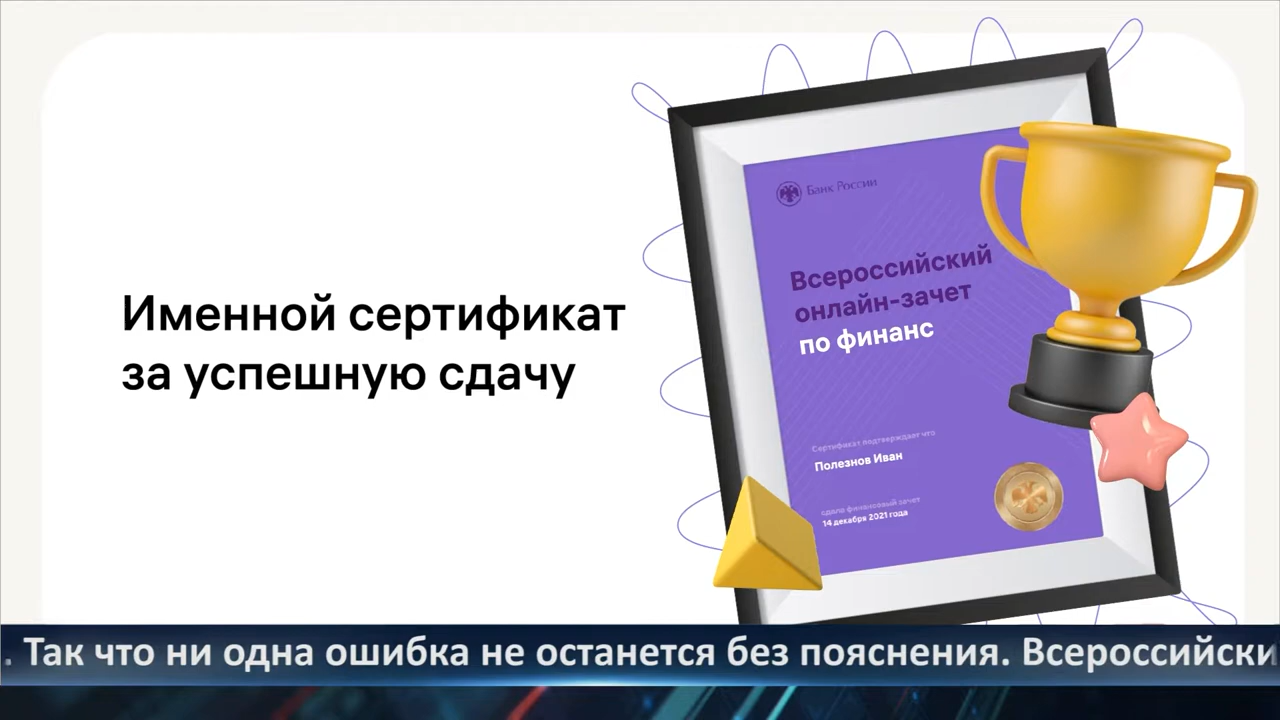 Именной сертификат
за успешную сдачу
Банк России
Всероссийский
онлайн-зачет
по финанс
Сертификат подтверждает что
Полезнов Иван
сдала финансовый зачет
14 декабря 2021 года
. Так что ни одна ошибка не останется без пояснения. Всероссийски